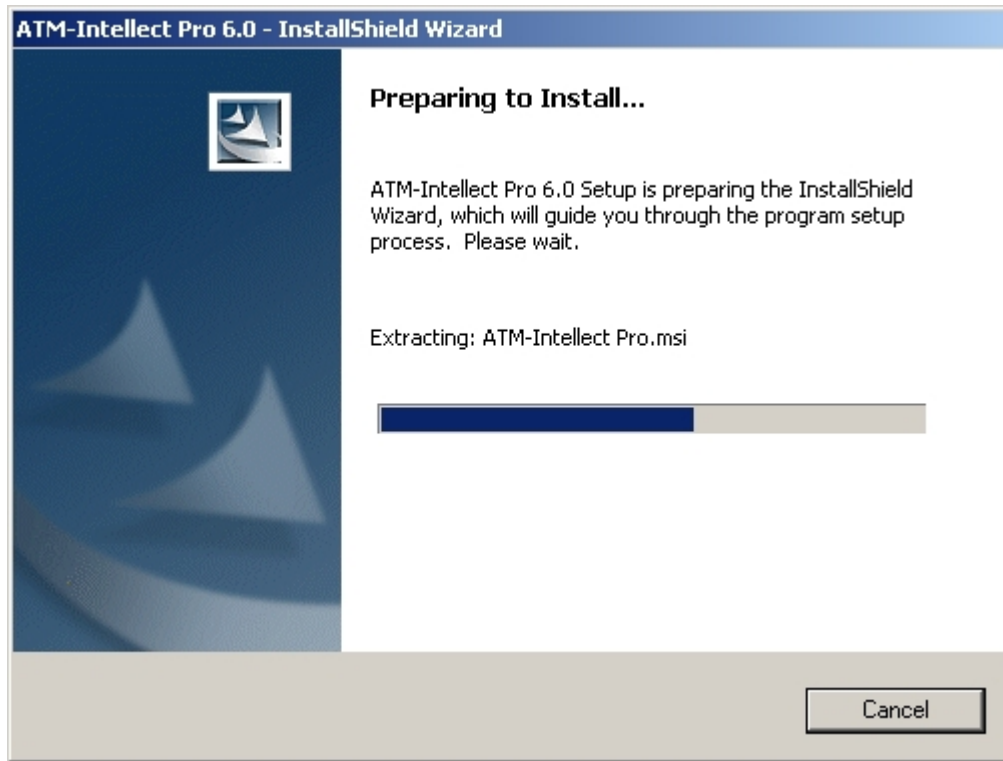 ATM-Intellect Pro 6.0 - InstallShield Wizard
Preparing to Install...
ATM-Intellect Pro 6.0 Setup is preparing the InstallShield
Wizard, which will guide you through the program setup
process.  Please wait.
Extracting: ATM-Intellect Pro.msi
Cancel